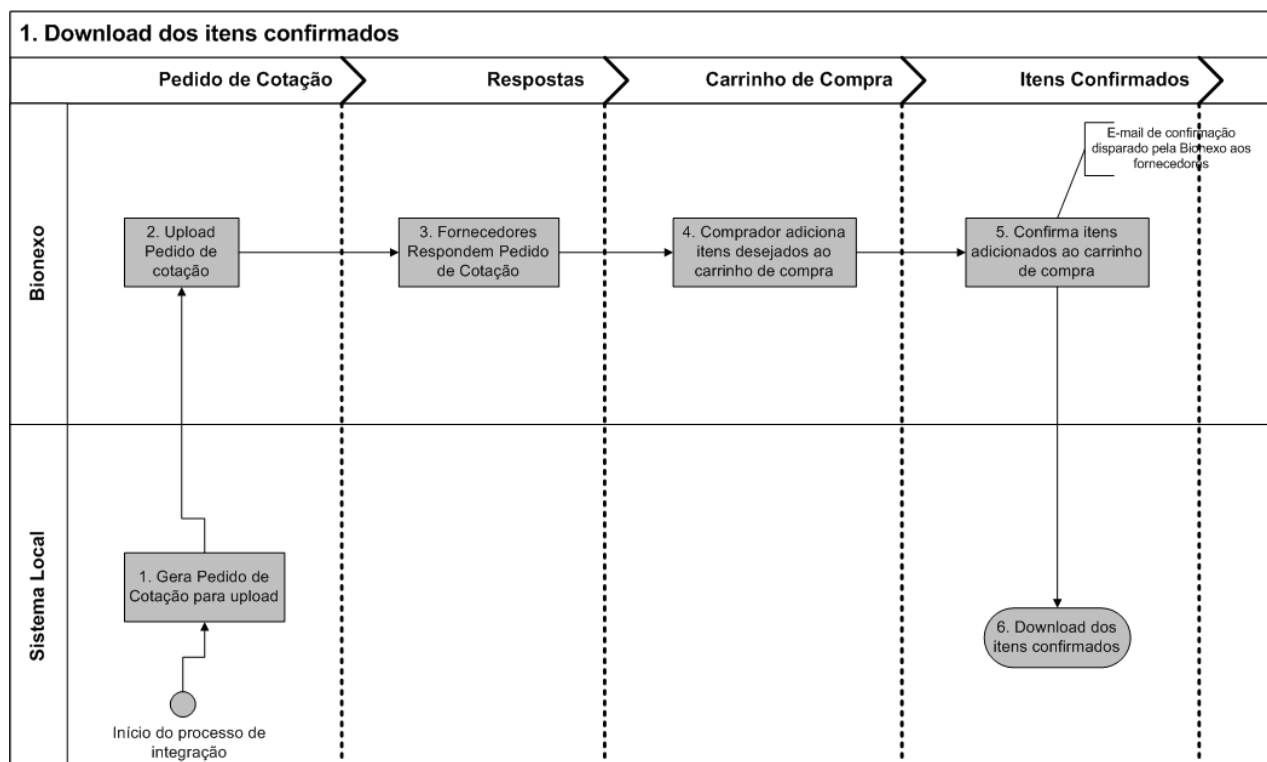 1. Download dos itens confirmados
Pedido de Cotação
Respostas
Carrinho de Compra
Itens Confirmados
Bionexo
E-mail de confirmação
disparado pela Bionexo aos
fornecedores
2. Upload
Pedido de
cotação
3. Fornecedores
Respondem Pedido
de Cotação
4. Comprador adiciona
itens desejados ao
carrinho de compra
5. Confirma itens
adicionados ao carrinho
de compra
Sistema Local
1. Gera Pedido de
Cotação para upload
6. Download dos
itens confirmados
Início do processo de
integração